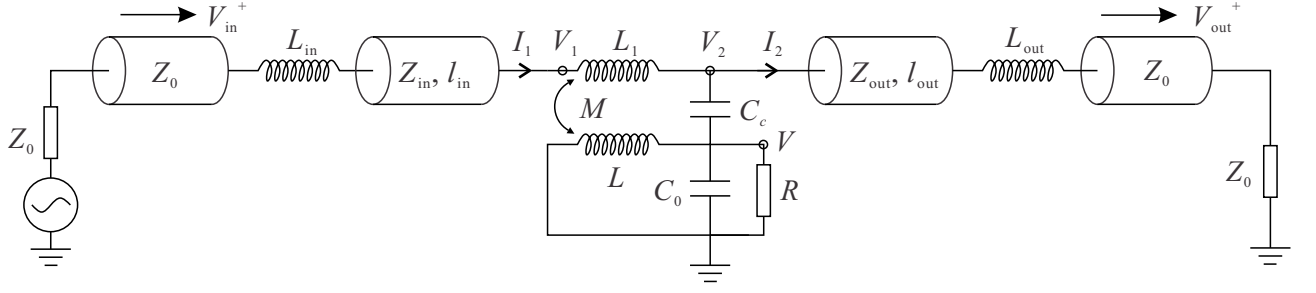 V_in^+
V_out^+
L_in
I_1
V_1
L_1
V_2
I_2
L_out
Z_0
Z_in, l_in
Z_out, l_out
Z_0
M
C_c
Z_0
V
L
C_0
R
Z_0